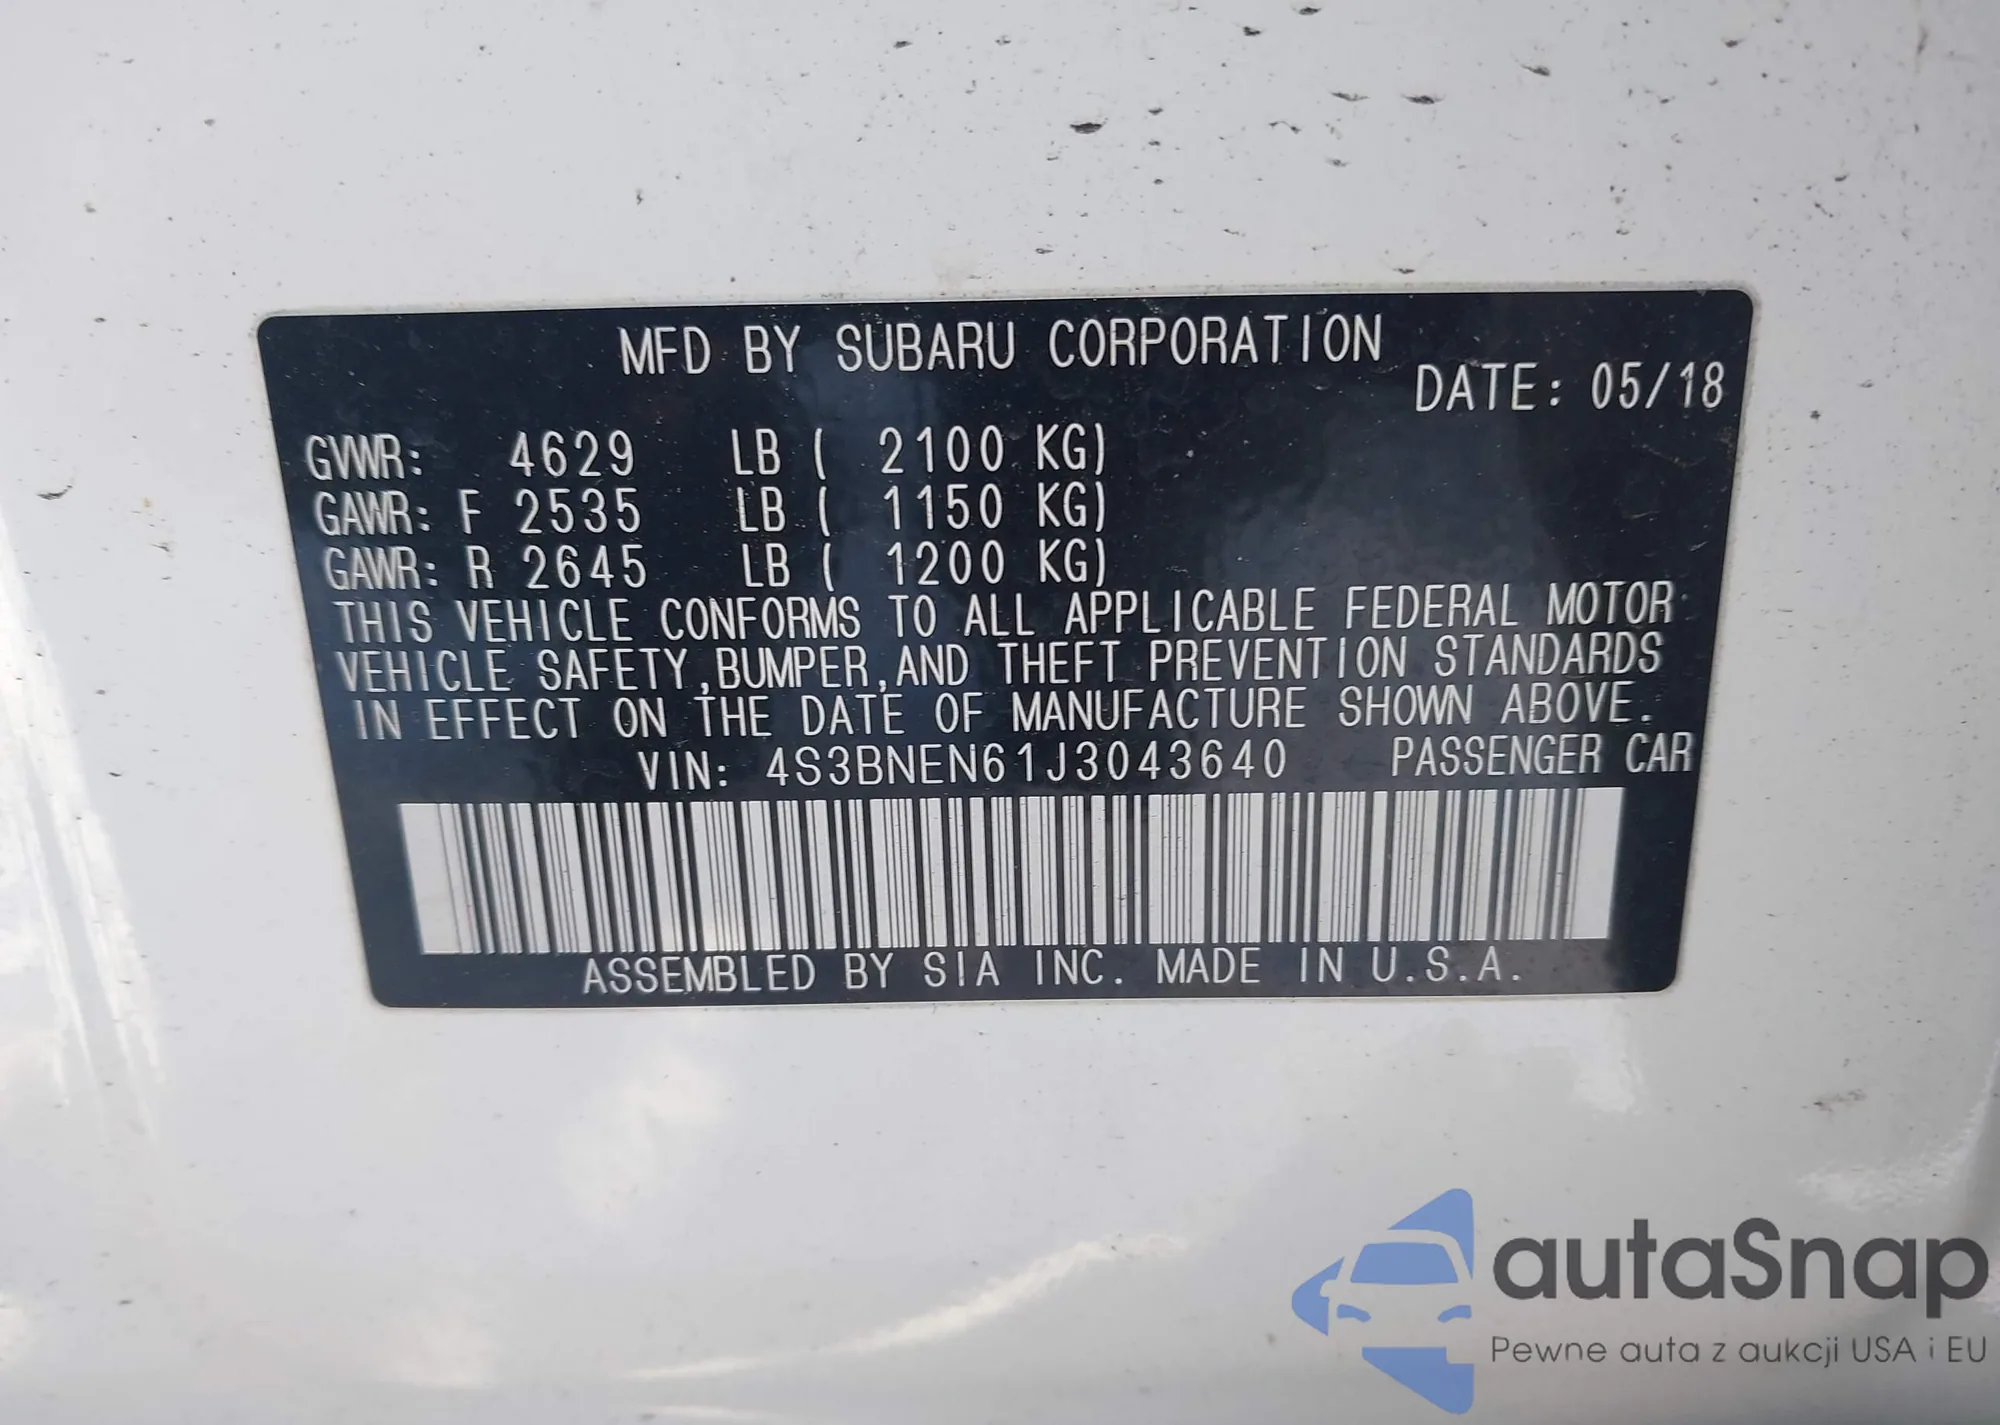 MFD BY SUBARU CORPORATION
DATE: 05/18
GVWR: 4629 LB ( 2100 KG)
GAWR: F 2535 LB ( 1150 KG)
GAWR: R 2645 LB ( 1200 KG)
THIS VEHICLE CONFORMS TO ALL APPLICABLE FEDERAL MOTOR
VEHICLE SAFETY,BUMPER,AND THEFT PREVENTION STANDARDS
IN EFFECT ON THE DATE OF MANUFACTURE SHOWN ABOVE.
VIN: 4S3BNEN61J3043640 PASSENGER CAR
ASSEMBLED BY SIA INC. MADE IN U.S.A.
autaSnap
Pewne auta z aukcji USA i EU